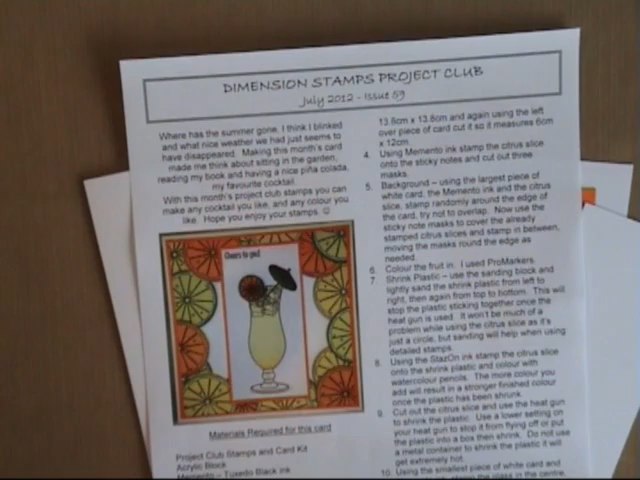 DIMENSION STAMPS PROJECT CLUB
July 2012 - Issue 59
Where has the summer gone, I think I blinked
and what nice weather we had just seems to
have disappeared. Making this month's card
made me think about sitting in the garden,
reading my book and having a nice piña colada,
my favourite cocktail.
With this month's project club stamps you can
make any cocktail you like, and any colour you
like. Hope you enjoy your stamps. ☺
Cheers to you!
Materials Required for this card
Project Club Stamps and Card Kit
Acrylic Block
Memento – Tuxedo Black ink
13.8cm x 13.8cm and again using the left
over piece of card cut it so it measures 6cm
x 12cm.
4. Using Memento ink stamp the citrus slice
onto the sticky notes and cut out three
masks.
5. Background – using the largest piece of
white card, the Memento ink and the citrus
slice, stamp randomly around the edge of
the card, try not to overlap. Now use the
sticky note masks to cover the already
stamped citrus slices and stamp in between,
moving the masks round the edge as
needed.
6. Colour the fruit in. I used ProMarkers.
7. Shrink Plastic – use the sanding block and
lightly sand the shrink plastic from left to
right, then again from top to bottom. This will
stop the plastic sticking together once the
heat gun is used. It won't be much of a
problem while using the citrus slice as it's
just a circle, but sanding will help when using
detailed stamps.
8. Using the StazOn ink stamp the citrus slice
onto the shrink plastic and colour with
watercolour pencils. The more colour you
add will result in a stronger finished colour
once the plastic has been shrunk.
9. Cut out the citrus slice and use the heat gun
to shrink the plastic. Use a lower setting on
your heat gun to stop it from flying off or put
the plastic into a box then shrink. Do not use
a metal container to shrink the plastic it will
get extremely hot.
10. Using the smallest piece of white card and